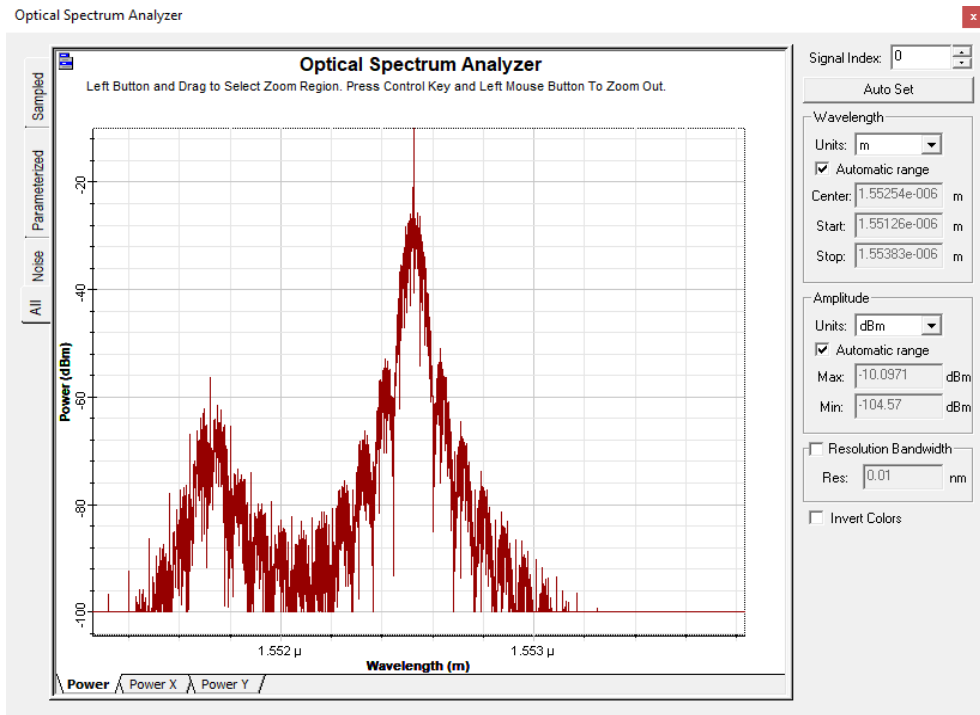 Optical Spectrum Analyzer
x
Optical Spectrum Analyzer
Left Button and Drag to Select Zoom Region. Press Control Key and Left Mouse Button To Zoom Out.
Sampled
Parameterized
Noise
All
Power (dBm)
-20
-40
-60
-80
-100
1.552 µ
1.553 µ
Wavelength (m)
Power
Power X
Power Y
Signal Index: 0
Auto Set
Wavelength
Units: m
Automatic range
Center: 1.55254e-006 m
Start: 1.55126e-006 m
Stop: 1.55383e-006 m
Amplitude
Units: dBm
Automatic range
Max: -10.0971 dBm
Min: -104.57 dBm
Resolution Bandwidth
Res: 0.01 nm
Invert Colors